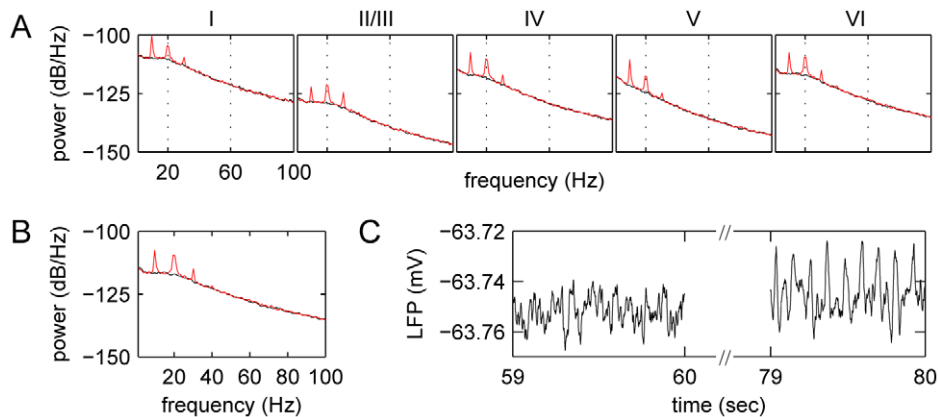 A
I II/III IV V VI
power (dB/Hz)
−100
−125
−150
20 60 100
frequency (Hz)
B
power (dB/Hz)
−100
−125
−150
20 40 60 80 100
frequency (Hz)
C
LFP (mV)
−63.72
−63.74
−63.76
59 60 // // 79 80
time (sec)